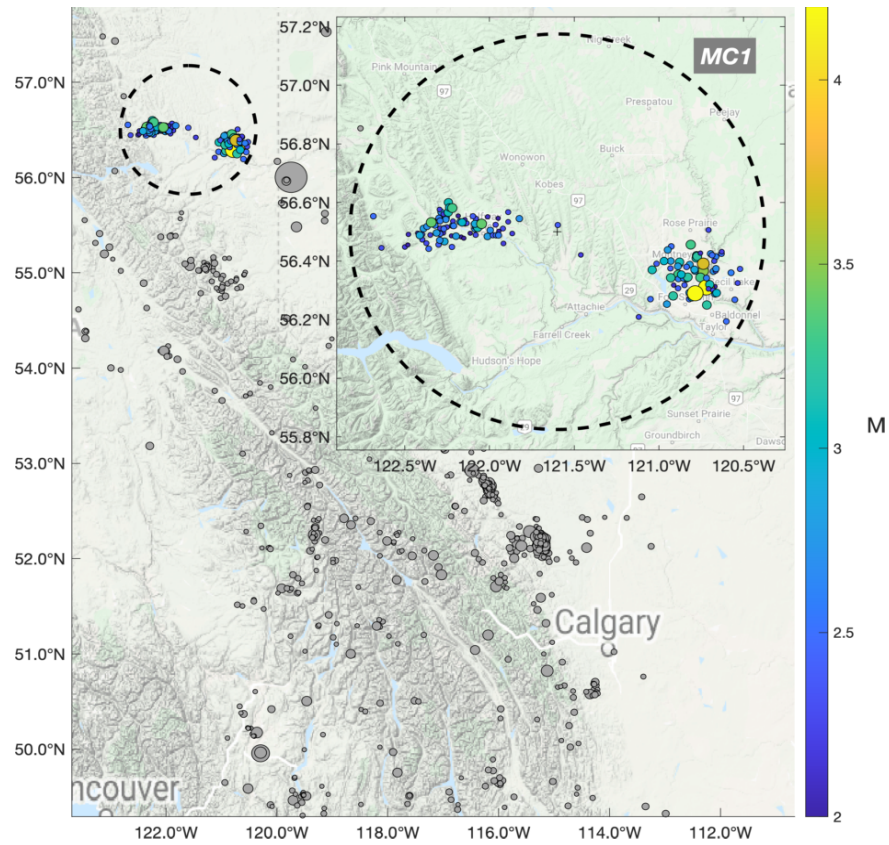 57.0°N
56.0°N
55.0°N
54.0°N
53.0°N
52.0°N
51.0°N
50.0°N
122.0°W
120.0°W
118.0°W
116.0°W
114.0°W
112.0°W
57.2°N
57.0°N
56.8°N
56.6°N
56.4°N
56.2°N
56.0°N
55.8°N
122.5°W
122.0°W
121.5°W
121.0°W
120.5°W
MC1
Pink Mountain
97
Prespatou
Peejay
Wonowon
Buick
Kobes
97
Rose Prairie
29
Attachie
Baldonnel
Taylor
Farrell Creek
Hudson's Hope
97
Sunset Prairie
29
Groundbirch
Calgary
ncouver
4
3.5
3
2.5
2
M